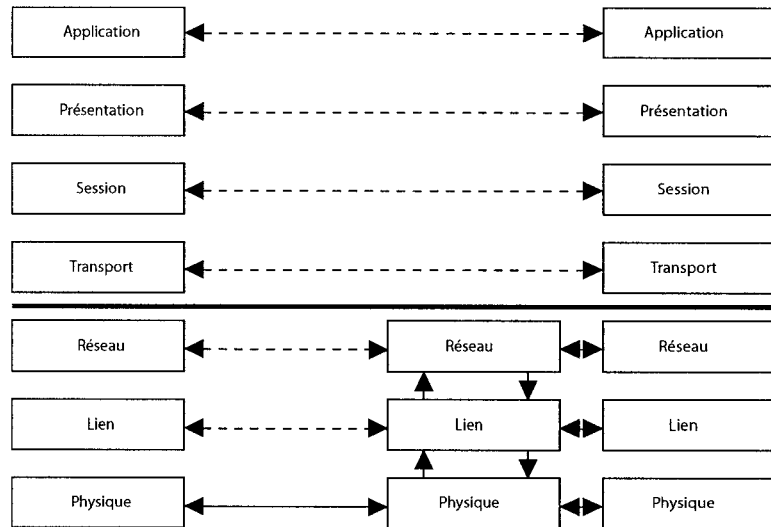 Application Application
Présentation Présentation
Session Session
Transport Transport
Réseau Réseau Réseau
Lien Lien Lien
Physique Physique Physique